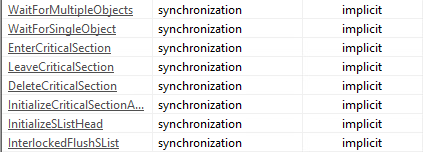 WaitForMultipleObjects synchronization implicit
WaitForSingleObject synchronization implicit
EnterCriticalSection synchronization implicit
LeaveCriticalSection synchronization implicit
DeleteCriticalSection synchronization implicit
InitializeCriticalSectionA... synchronization implicit
InitializeSListHead synchronization implicit
InterlockedFlushSList synchronization implicit